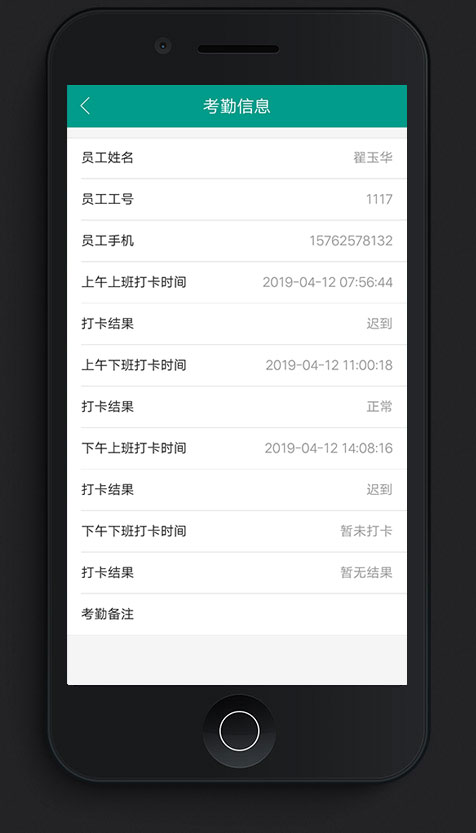 考勤信息
员工姓名 翟玉华
员工工号 1117
员工手机 15762578132
上午上班打卡时间 2019-04-12 07:56:44
打卡结果 迟到
上午下班打卡时间 2019-04-12 11:00:18
打卡结果 正常
下午上班打卡时间 2019-04-12 14:08:16
打卡结果 迟到
下午下班打卡时间 暂未打卡
打卡结果 暂无结果
考勤备注